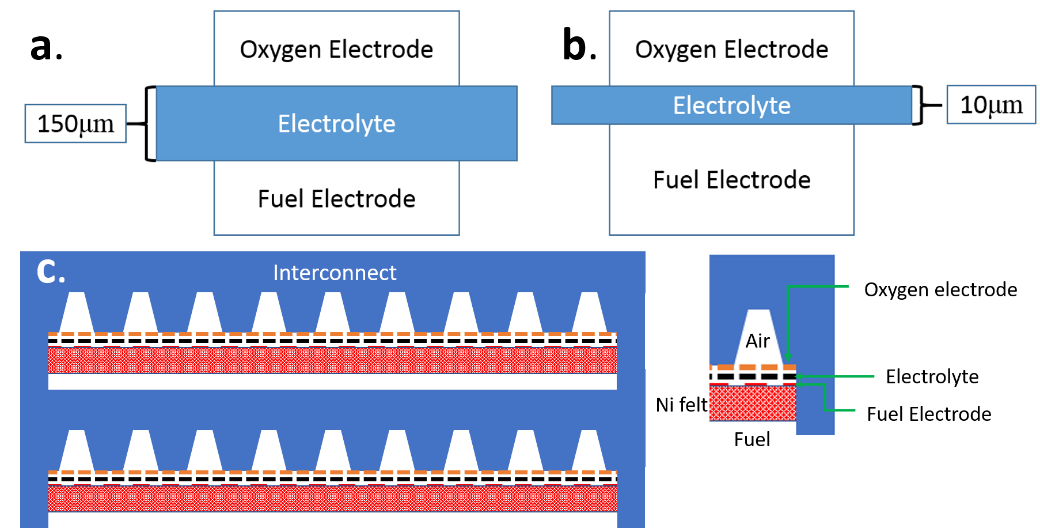 a.
Oxygen Electrode
150μm
Electrolyte
Fuel Electrode
b.
Oxygen Electrode
Electrolyte
10μm
Fuel Electrode
c.
Interconnect
Oxygen electrode
Air
Electrolyte
Ni felt
Fuel Electrode
Fuel